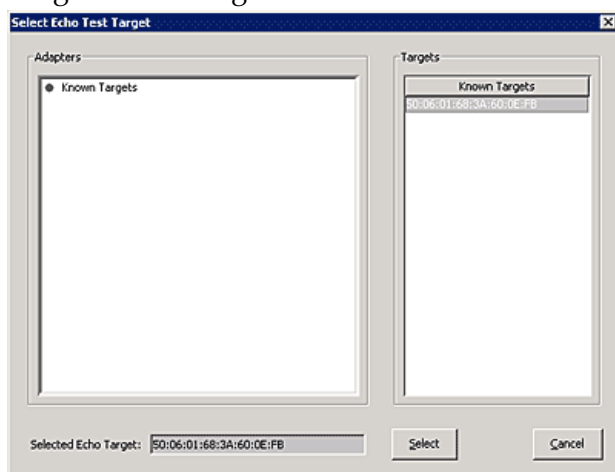 Select Echo Test Target
Adapters
Known Targets
Targets
Known Targets
50:06:01:68:3A:60:0E:FB
Selected Echo Target: 50:06:01:68:3A:60:0E:FB
Select
Cancel